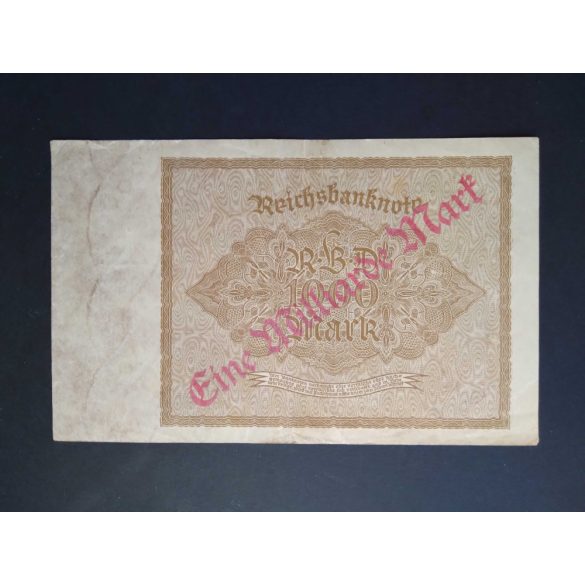 Reichsbanknote
R·B·D
1000
Mark
Eine Milliarde Mark